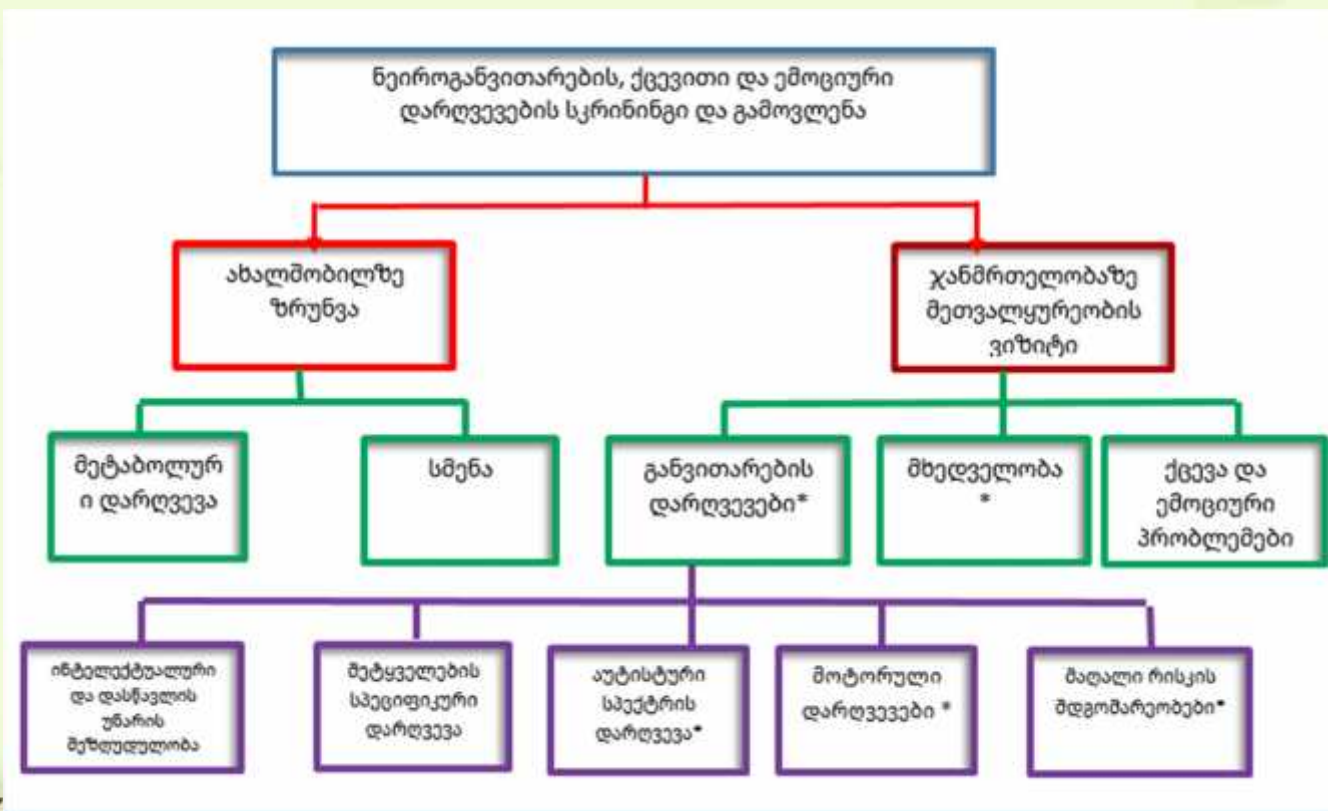 ნეიროგანვითარების, ქცევითი და ემოციური
დარღვევების სკრინინგი და გამოვლენა
ახალშობილზე
ზრუნვა
ჯანმრთელობაზე
მეთვალყურეობის
ვიზიტი
მეტაბოლურ
ი დარღვევა
სმენა
განვითარების
დარღვევები*
მხედველობა
*
ქცევა და
ემოციური
პრობლემები
ინტელექტუალური
და დასწავლის
უნარის
შეზღუდულობა
მეტყველების
სპეციფიკური
დარღვევა
აუტისტური
სპექტრის
დარღვევა*
მოტორული
დარღვევები *
მაღალი რისკის
მდგომარეობები*